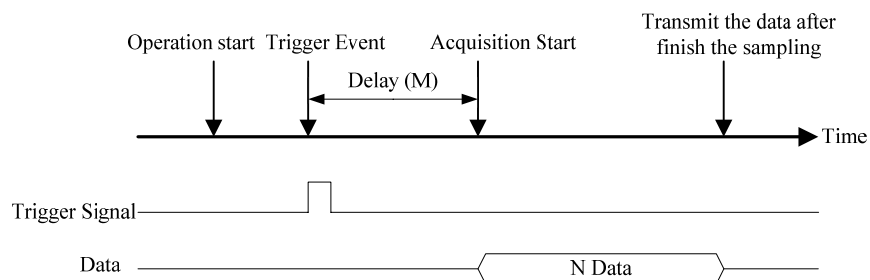 Transmit the data after
finish the sampling
Operation start
Trigger Event
Acquisition Start
Delay (M)
Time
Trigger Signal
Data
N Data